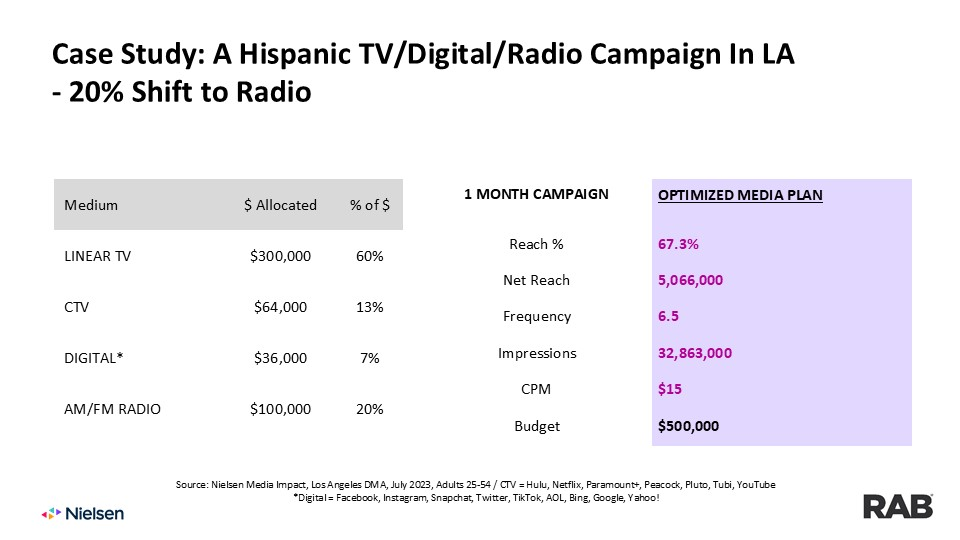 Case Study: A Hispanic TV/Digital/Radio Campaign In LA
- 20% Shift to Radio
Medium $ Allocated % of $
LINEAR TV $300,000 60%
CTV $64,000 13%
DIGITAL* $36,000 7%
AM/FM RADIO $100,000 20%
1 MONTH CAMPAIGN OPTIMIZED MEDIA PLAN
Reach % 67.3%
Net Reach 5,066,000
Frequency 6.5
Impressions 32,863,000
CPM $15
Budget $500,000
Source: Nielsen Media Impact, Los Angeles DMA, July 2023, Adults 25-54 / CTV = Hulu, Netflix, Paramount+, Peacock, Pluto, Tubi, YouTube
*Digital = Facebook, Instagram, Snapchat, Twitter, TikTok, AOL, Bing, Google, Yahoo!
Nielsen
RAB